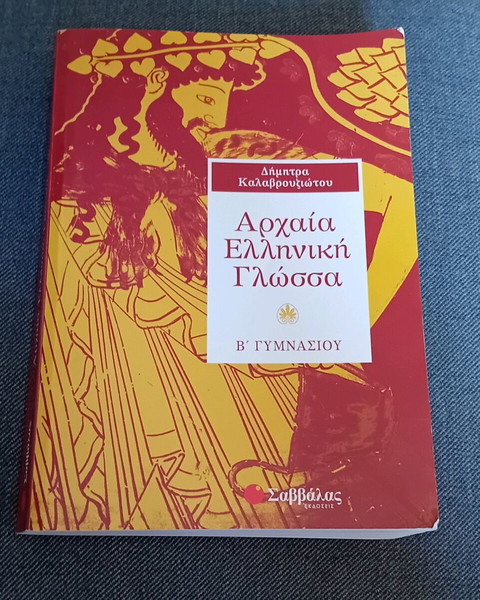 Δήμητρα
Καλαβρουζιώτου
Αρχαία
Ελληνική
Γλώσσα
Β΄ ΓΥΜΝΑΣΙΟΥ
Σαββάλας
ΕΚΔΟΣΕΙΣ